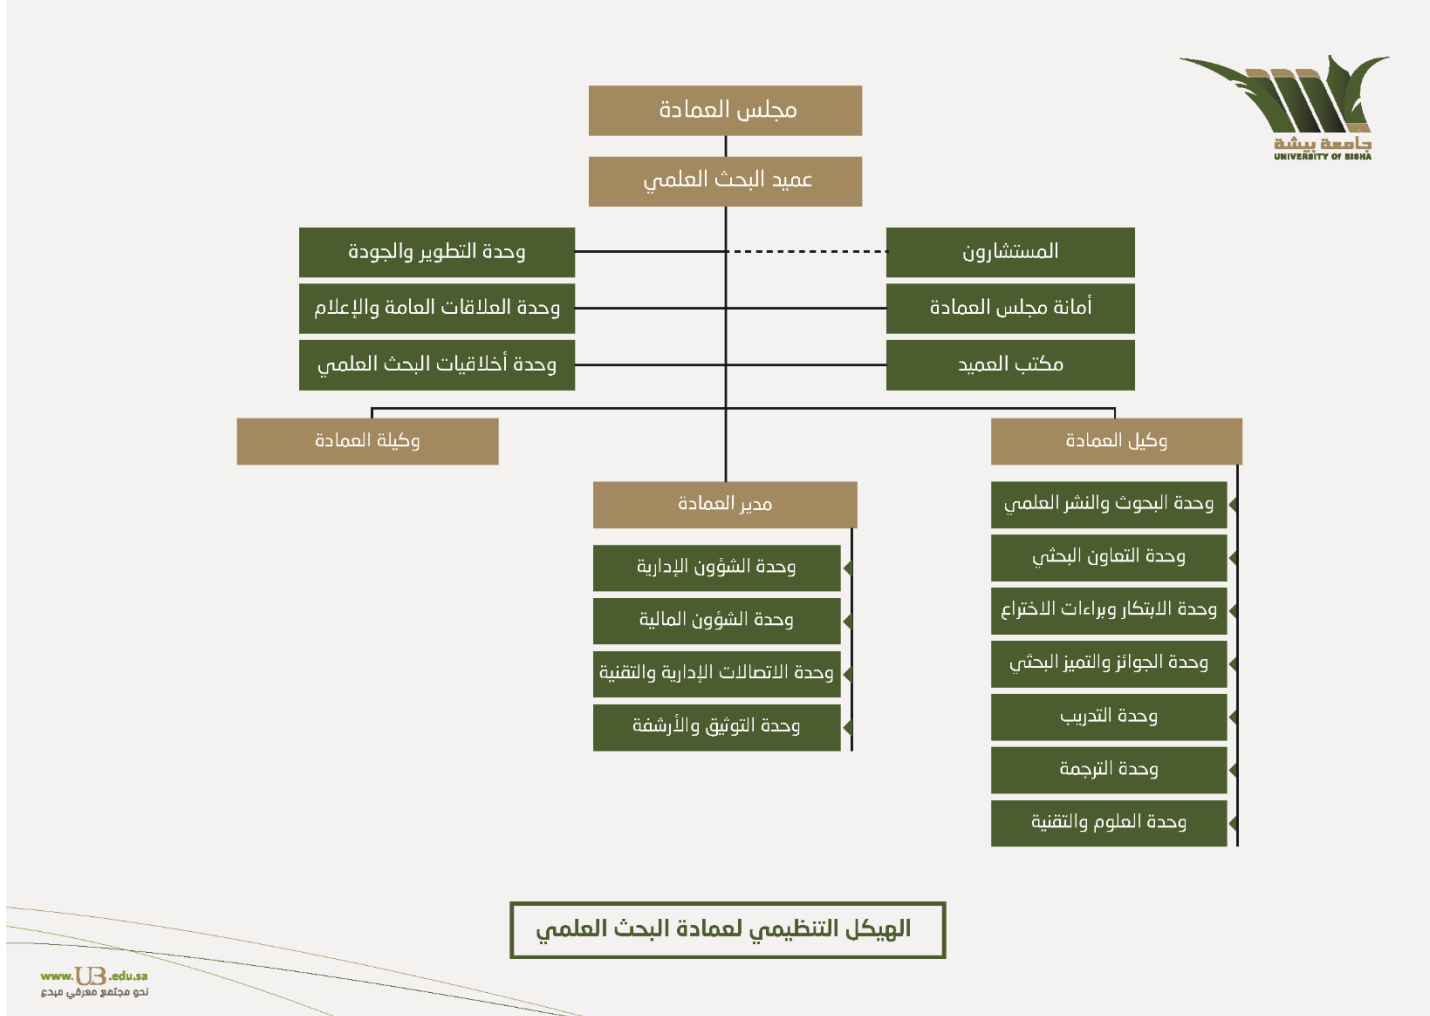 جامعة بيشة
UNIVERSITY OF BISHA
مجلس العمادة
عميد البحث العلمي
المستشارون
وحدة التطوير والجودة
أمانة مجلس العمادة
وحدة العلاقات العامة والإعلام
مكتب العميد
وحدة أخلاقيات البحث العلمي
وكيل العمادة
وكيلة العمادة
وحدة البحوث والنشر العلمي
وحدة التعاون البحثي
وحدة الابتكار وبراءات الاختراع
وحدة الجوائز والتميز البحثي
وحدة التدريب
وحدة الترجمة
وحدة العلوم والتقنية
مدير العمادة
وحدة الشؤون الإدارية
وحدة الشؤون المالية
وحدة الاتصالات الإدارية والتقنية
وحدة التوثيق والأرشفة
الهيكل التنظيمي لعمادة البحث العلمي
www.UB.edu.sa
نحو مجتمع معرفي مبدع